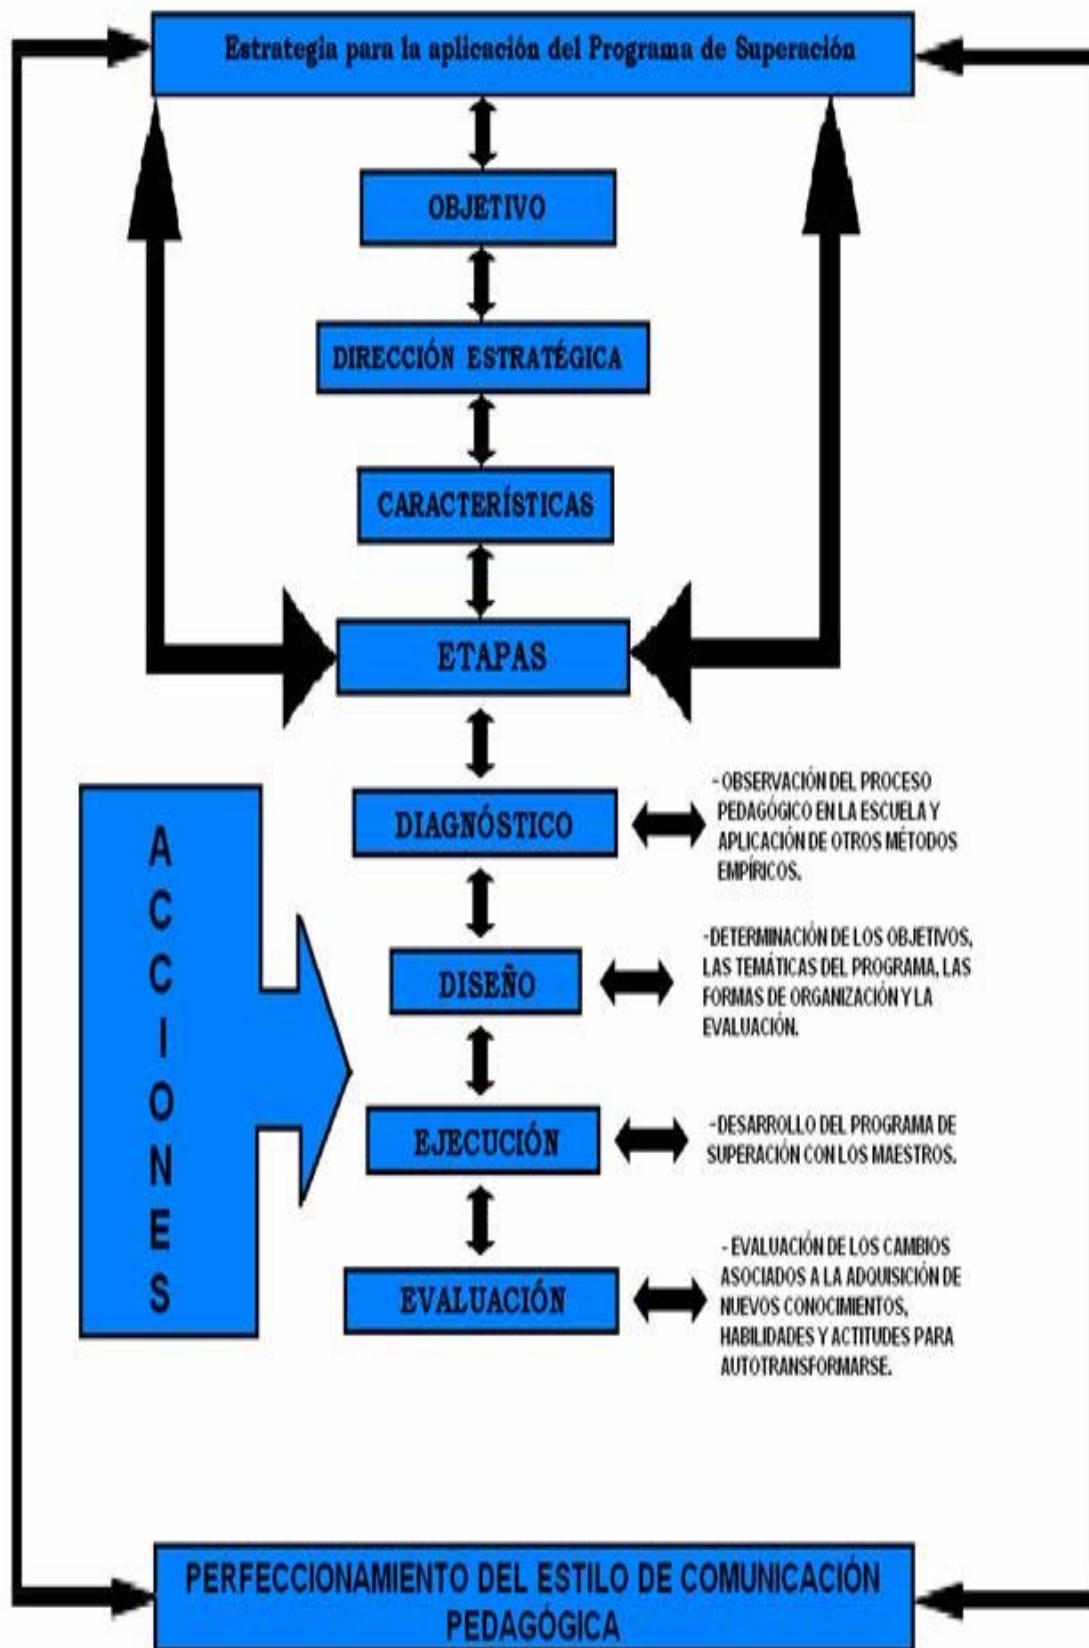 Estrategia para la aplicación del Programa de Superación
OBJETIVO
DIRECCIÓN ESTRATÉGICA
CARACTERÍSTICAS
ETAPAS
ACCIONES
DIAGNÓSTICO
- OBSERVACIÓN DEL PROCESO
PEDAGÓGICO EN LA ESCUELA Y
APLICACIÓN DE OTROS MÉTODOS
EMPÍRICOS.
DISEÑO
-DETERMINACIÓN DE LOS OBJETIVOS,
LAS TEMÁTICAS DEL PROGRAMA, LAS
FORMAS DE ORGANIZACIÓN Y LA
EVALUACIÓN.
EJECUCIÓN
-DESARROLLO DEL PROGRAMA DE
SUPERACIÓN CON LOS MAESTROS.
EVALUACIÓN
- EVALUACIÓN DE LOS CAMBIOS
ASOCIADOS A LA ADQUISICIÓN DE
NUEVOS CONOCIMIENTOS,
HABILIDADES Y ACTITUDES PARA
AUTOTRANSFORMARSE.
PERFECCIONAMIENTO DEL ESTILO DE COMUNICACIÓN
PEDAGÓGICA